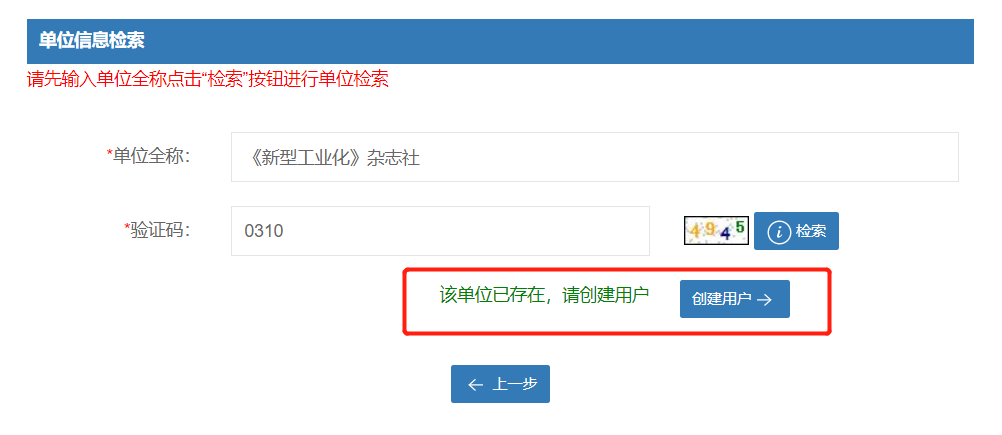 单位信息检索
请先输入单位全称点击“检索”按钮进行单位检索
*单位全称： 《新型工业化》杂志社
*验证码： 0310 4945 检索
该单位已存在，请创建用户 创建用户
上一步